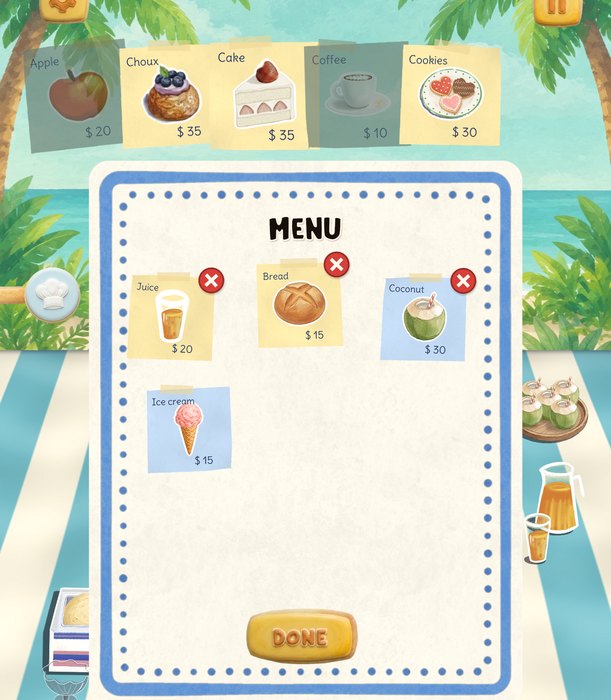 Apple
$ 20
Choux
$ 35
Cake
$ 35
Coffee
$ 10
Cookies
$ 30
MENU
Juice
$ 20
Bread
$ 15
Coconut
$ 30
Ice cream
$ 15
DONE